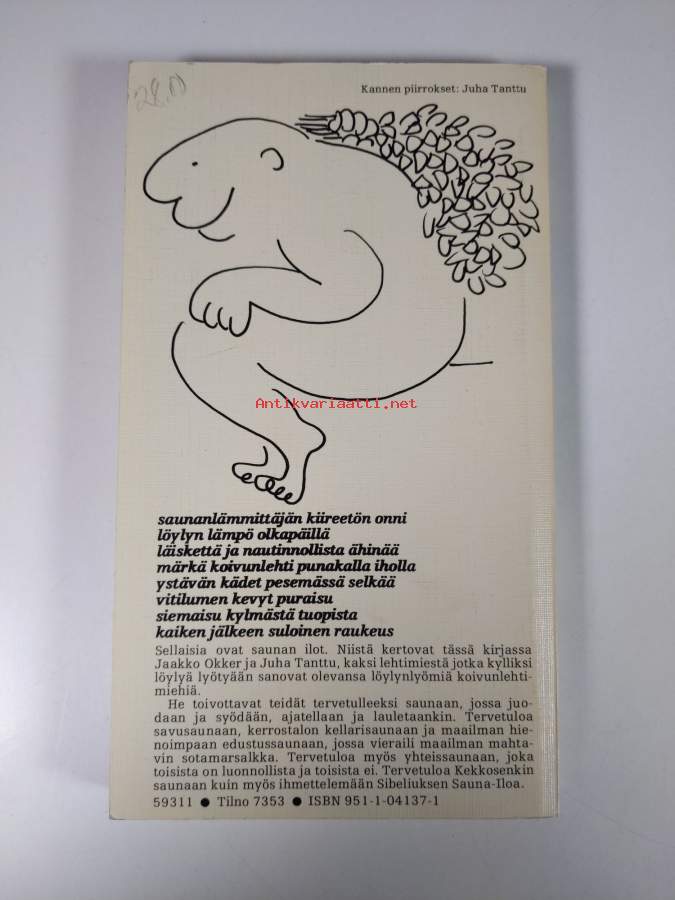 28.0
Kannen piirrokset: Juha Tanttu
Antikvariaatti.net
saunanlämmittäjän kiireetön onni
löylyn lämpö olkapäillä
läiskettä ja nautinnollista ähinää
märkä koivunlehti punakalla iholla
ystävän kädet pesemässä selkää
vitilumen kevyt puraisu
siemaisu kylmästä tuopista
kaiken jälkeen suloinen raukeus
Sellaisia ovat saunan ilot. Niistä kertovat tässä kirjassa
Jaakko Okker ja Juha Tanttu, kaksi lehtimiestä jotka kylliksi
löylyä lyötyään sanovat olevansa löylynlyömiä koivunlehti-
miehiä.
He toivottavat teidät tervetulleeksi saunaan, jossa juo-
daan ja syödään, ajatellaan ja lauletaankin. Tervetuloa
savusaunaan, kerrostalon kellarisaunaan ja maailman hie-
noimpaan edustussaunaan, jossa vieraili maailman mahta-
vin sotamarsalkka. Tervetuloa myös yhteissaunaan, joka
toisista on luonnollista ja toisista ei. Tervetuloa Kekkosenkin
saunaan kuin myös ihmettelemään Sibeliuksen Sauna-Iloa.
59311 ● Tilno 7353 ● ISBN 951-1-04137-1